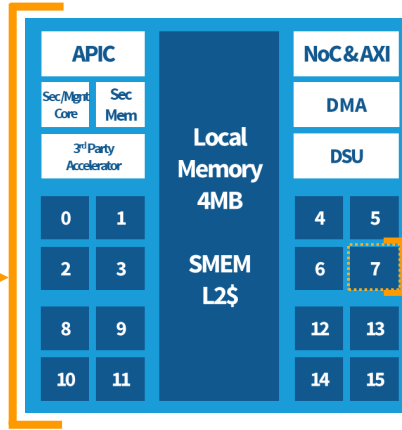 APIC
Sec/Mgnt
Core
Sec
Mem
3rd Party
Accelerator
0 1
2 3
8 9
10 11
Local
Memory
4MB
SMEM
L2$
NoC & AXI
DMA
DSU
4 5
6 7
12 13
14 15